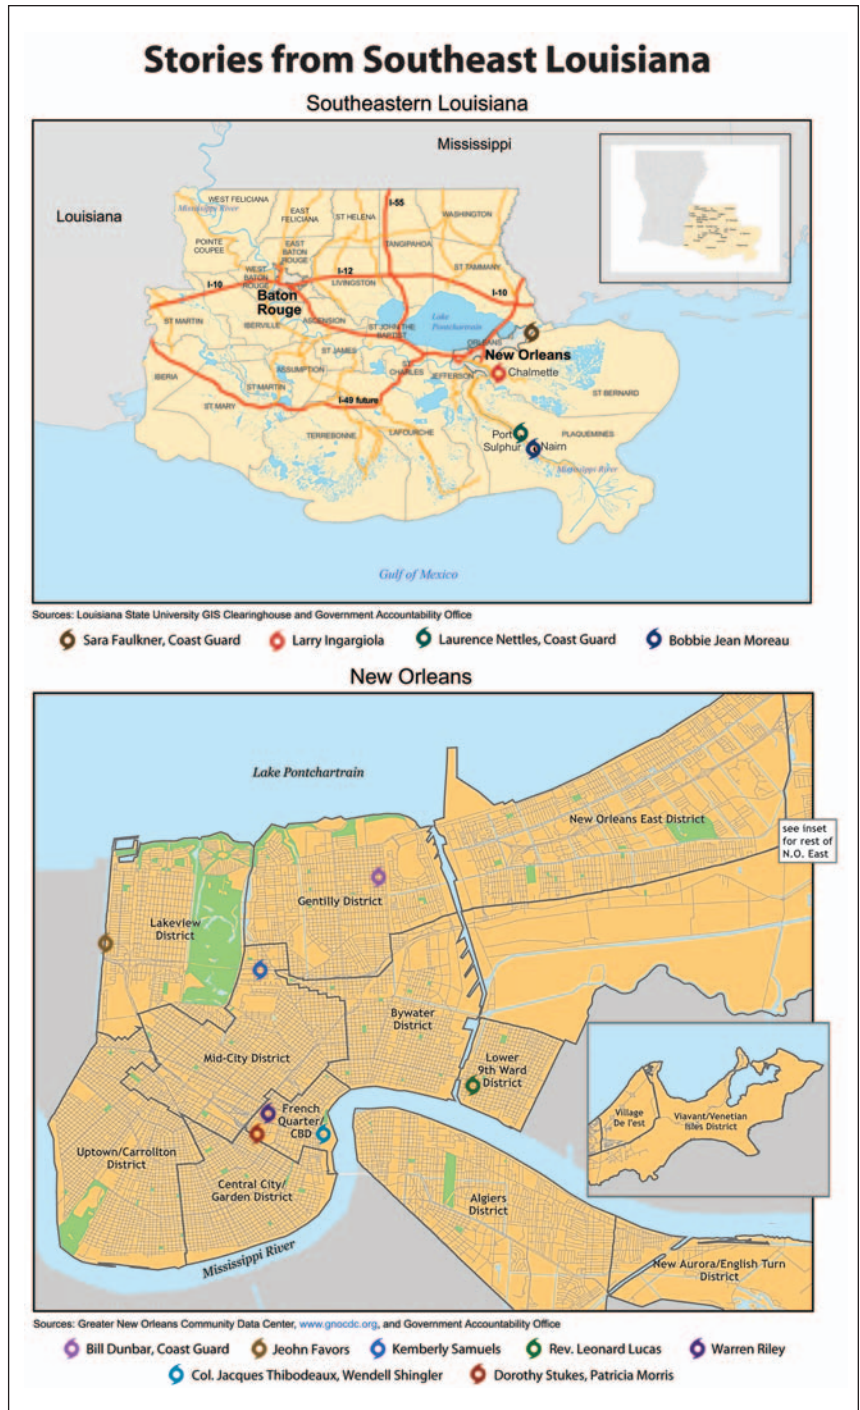 Stories from Southeast Louisiana
Southeastern Louisiana
Mississippi
Louisiana
WEST FELICIANA
Mississippi River
EAST
FELICIANA
ST HELENA
I-55
WASHINGTON
POINTE
COUPEE
EAST
BATON
ROUGE
TANGIPAHOA
WEST
BATON
ROUGE
I-12
LIVINGSTON
ST TAMMANY
I-10
I-10
Baton
Rouge
ST MARTIN
IBERVILLE
ASCENSION
ST JOHN THE
BAPTIST
Lake
Pontchartrain
ORLEANS
ST JAMES
New Orleans
IBERIA
ASSUMPTION
ST
CHARLES
JEFFERSON
Chalmette
ST MARTIN
ST BERNARD
ST MARY
I-49 future
TERREBONNE
LAFOURCHE
Port
Sulphur
PLAQUEMINES
Nairn
Mississippi River
Gulf of Mexico
Sources: Louisiana State University GIS Clearinghouse and Government Accountability Office
Sara Faulkner, Coast Guard
Larry Ingargiola
Laurence Nettles, Coast Guard
Bobbie Jean Moreau
New Orleans
Lake Pontchartrain
New Orleans East District
see inset
for rest of
N.O. East
Gentilly District
Lakeview
District
Bywater
District
Mid-City District
Lower
9th Ward
District
French
Quarter/
CBD
Village
De l'est
Viavant/Venetian
Isles District
Uptown/Carrollton
District
Central City/
Garden District
Algiers
District
Mississippi River
New Aurora/English Turn
District
Sources: Greater New Orleans Community Data Center, www.gnocdc.org, and Government Accountability Office
Bill Dunbar, Coast Guard
Jeohn Favors
Kemberly Samuels
Rev. Leonard Lucas
Warren Riley
Col. Jacques Thibodeaux, Wendell Shingler
Dorothy Stukes, Patricia Morris